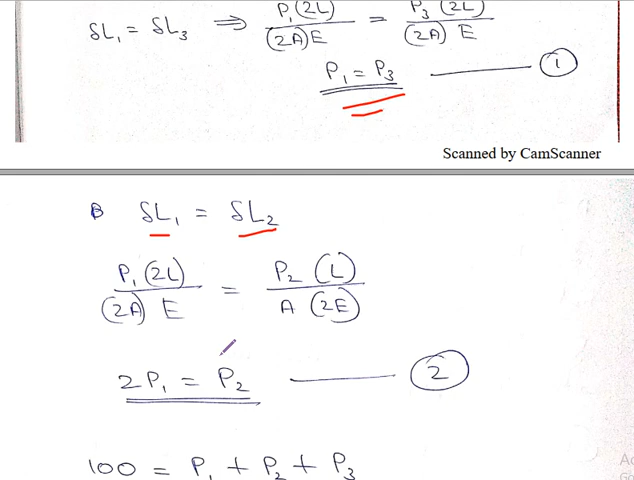 δL₁ = δL₃ ⇒ P₁(2L)/(2A)E = P₃(2L)/(2A) E
P₁ = P₃ ——— ①
Scanned by CamScanner
B δL₁ = δL₂
P₁(2L)/(2A) E = P₂ (L)/A (2E)
2P₁ = P₂ ——— ②
100 = P₁ + P₂ + P₃